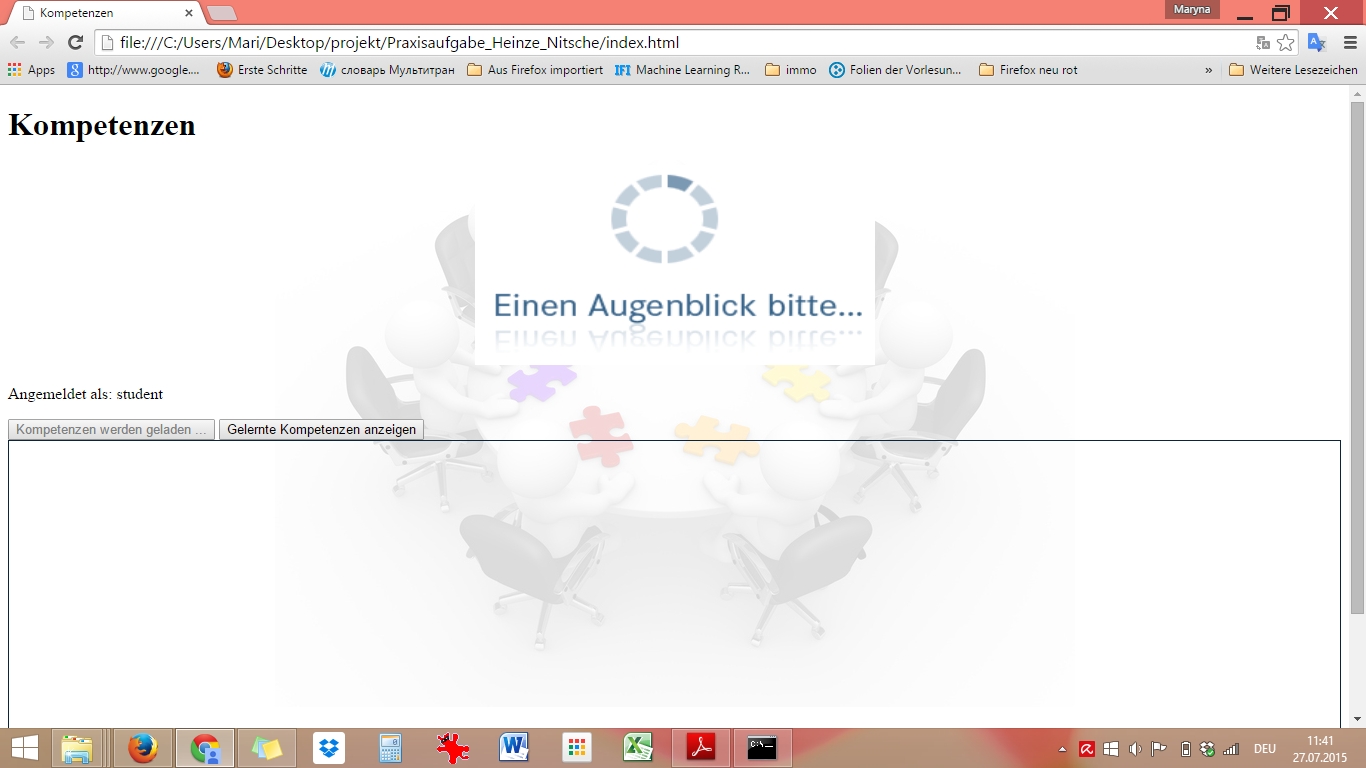 Kompetenzen
Maryna
file:///C:/Users/Mari/Desktop/projekt/Praxisaufgabe_Heinze_Nitsche/index.html
Apps http://www.google.... Erste Schritte словарь Мультитран Aus Firefox importiert IFI Machine Learning R... immo Folien der Vorlesun... Firefox neu rot » Weitere Lesezeichen
Kompetenzen
Einen Augenblick bitte...
Angemeldet als: student
Kompetenzen werden geladen ... Gelernte Kompetenzen anzeigen
DEU
11:41
27.07.2015